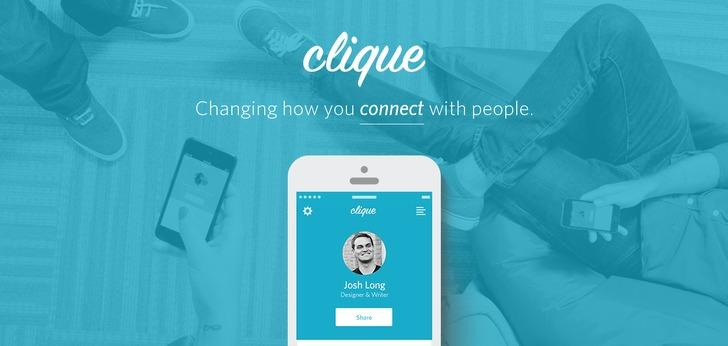 clique
Changing how you connect with people.
clique
Josh Long
Designer & Writer
Share